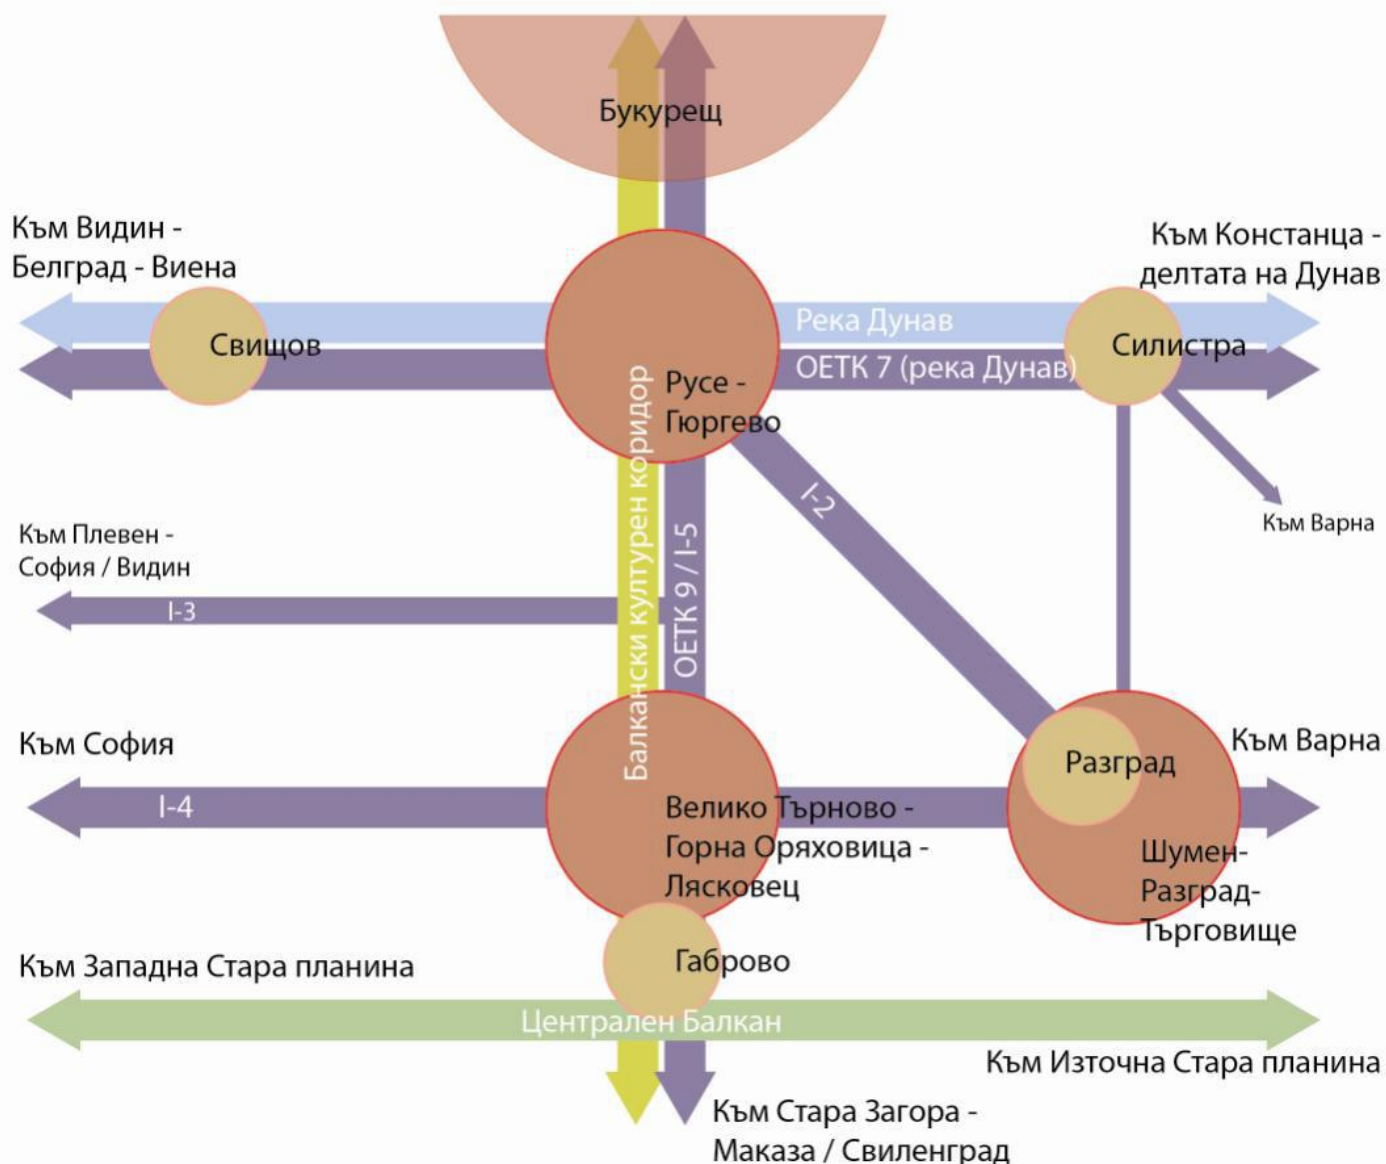 Букурещ
Към Видин -
Белград - Виена
Към Констанца -
делтата на Дунав
Река Дунав
Свищов
Силистра
ОЕТК 7 (река Дунав)
Русе -
Гюргево
Балкански културен коридор
ОЕТК 9 / I-5
I-2
Към Варна
Към Плевен -
София / Видин
I-3
Към София
Към Варна
Разград
I-4
Велико Търново -
Горна Оряховица -
Лясковец
Шумен-
Разград-
Търговище
Габрово
Към Западна Стара планина
Централен Балкан
Към Източна Стара планина
Към Стара Загора -
Маказа / Свиленград